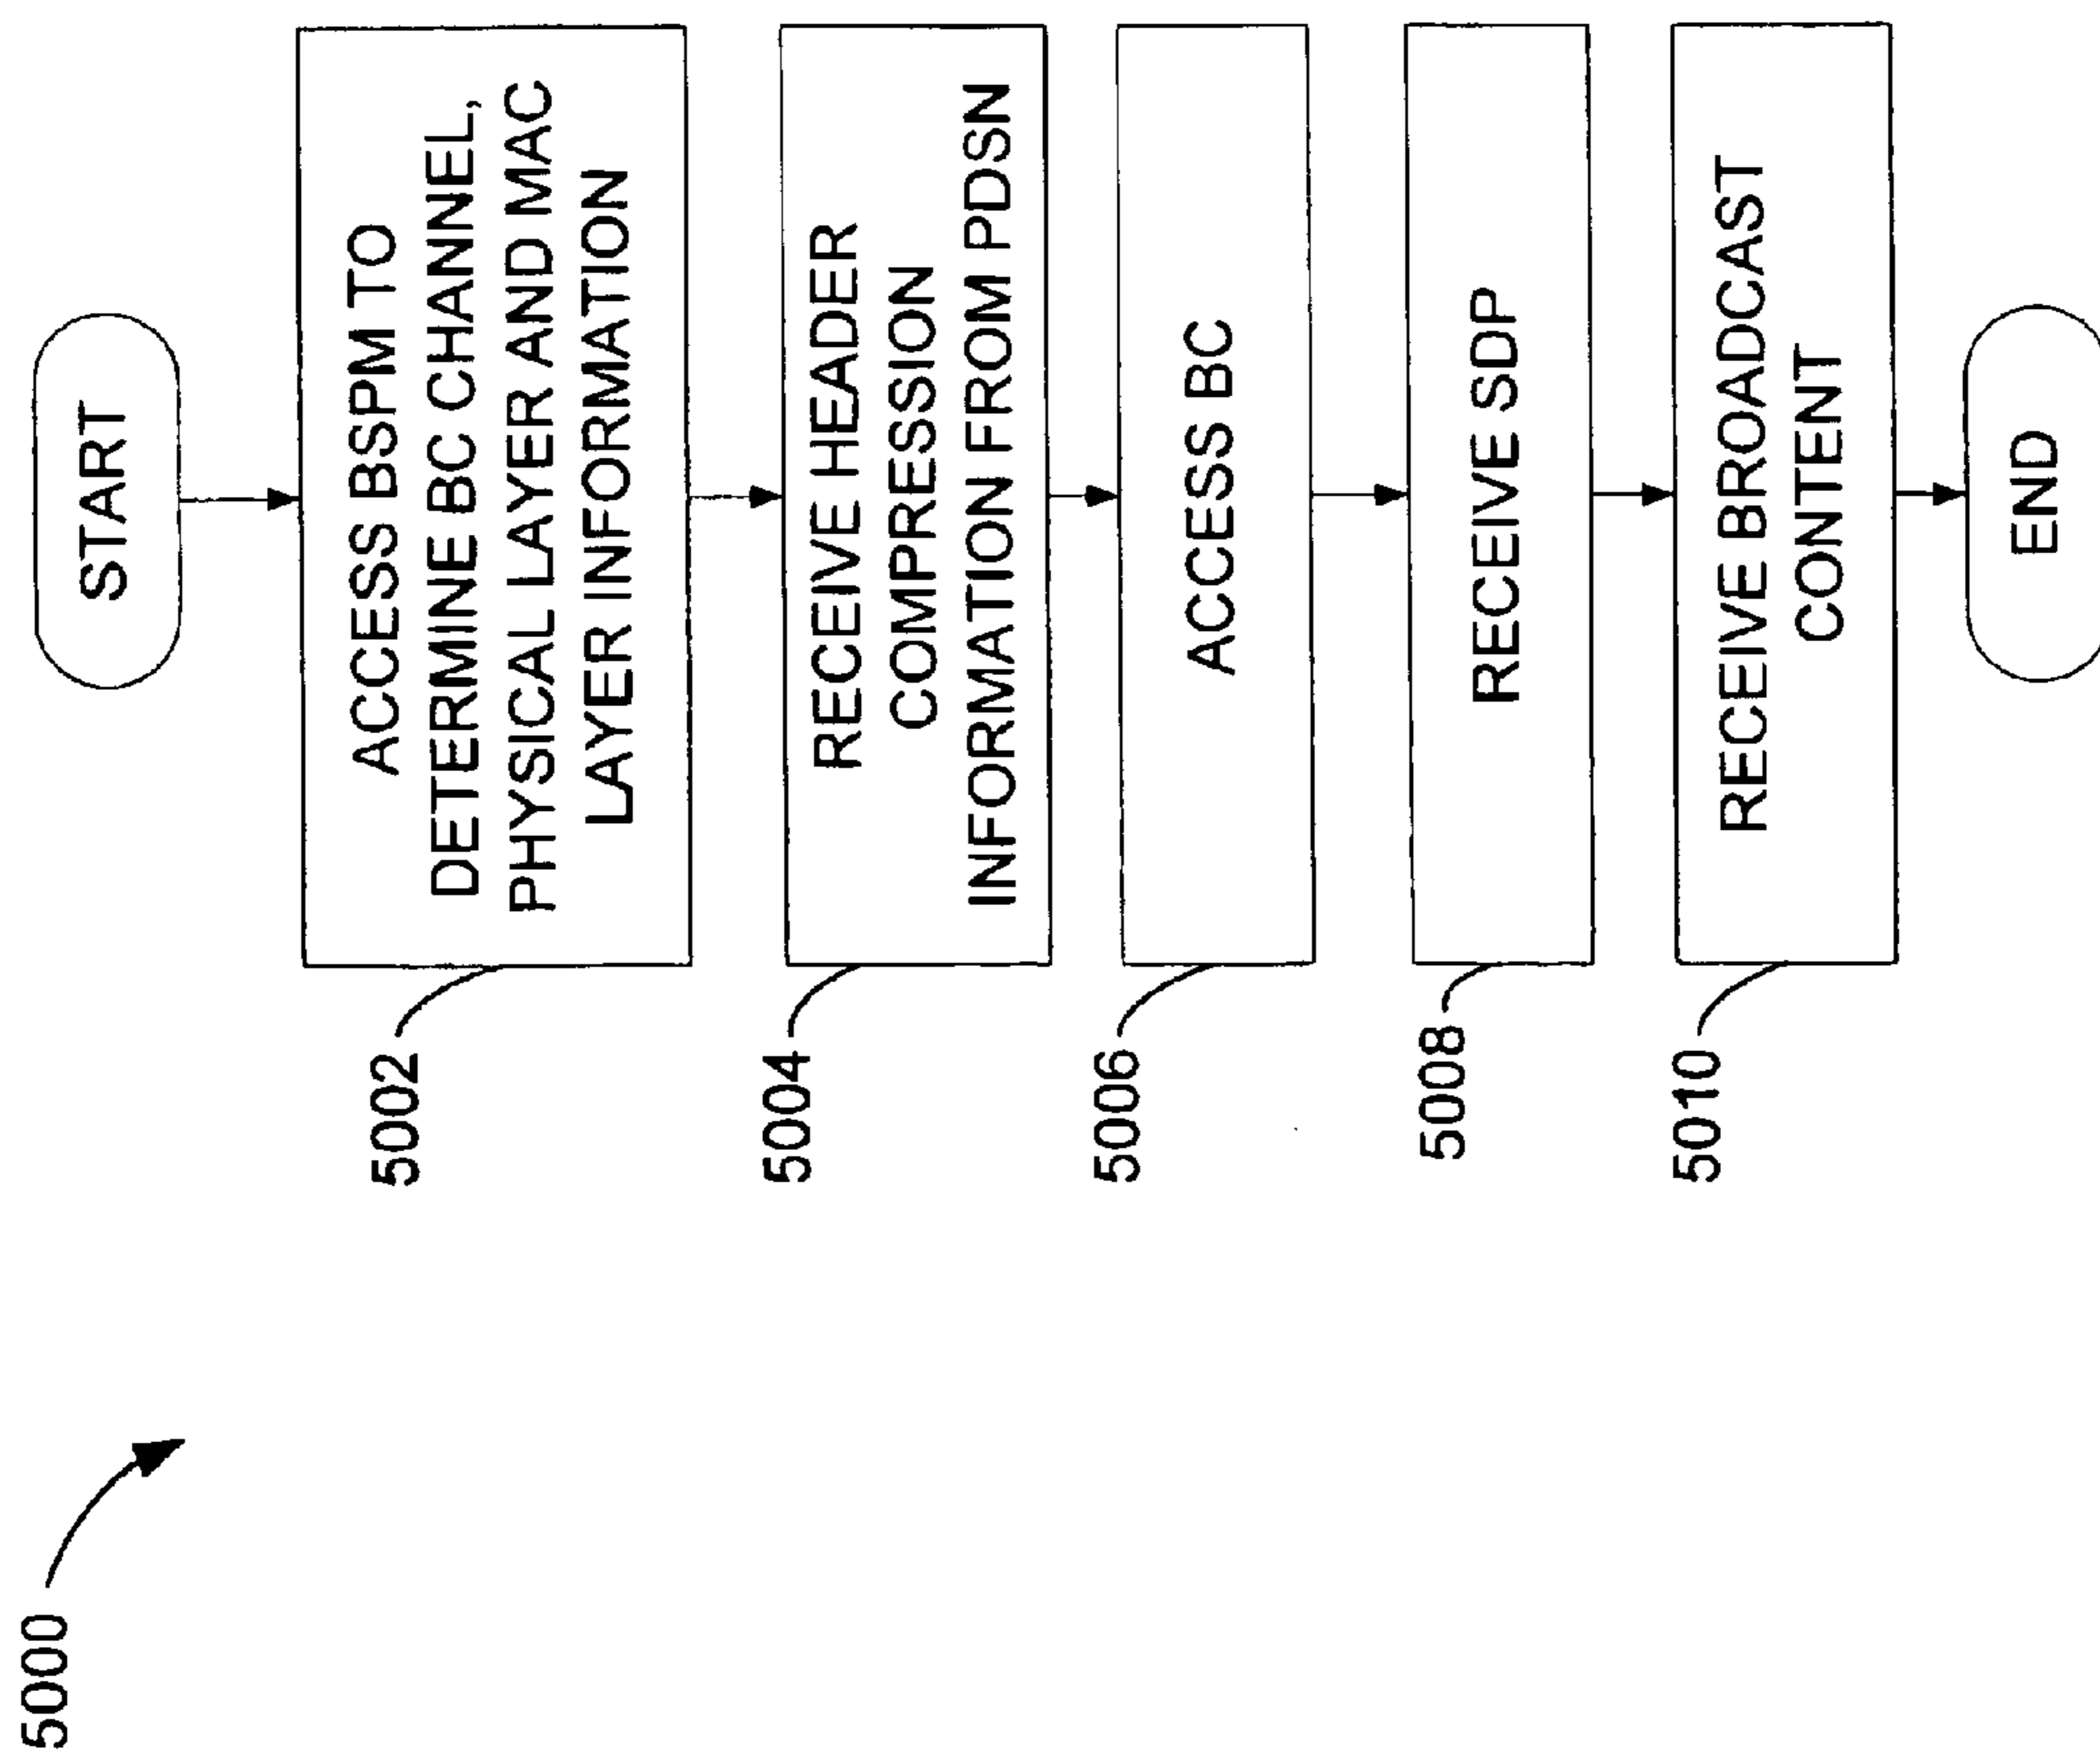 5000
START
5002
ACCESS BSPM TO
DETERMINE BC CHANNEL,
PHYSICAL LAYER AND MAC
LAYER INFORMATION
5004
RECEIVE HEADER
COMPRESSION
INFORMATION FROM PDSN
5006
ACCESS BC
5008
RECEIVE SDP
5010
RECEIVE BROADCAST
CONTENT
END